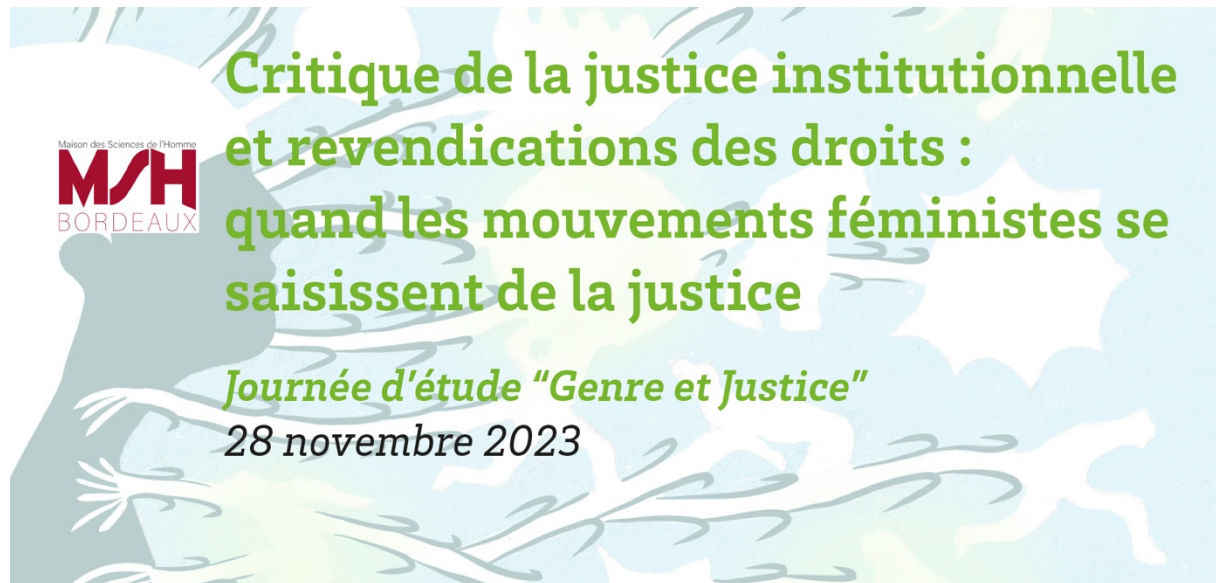 Critique de la justice institutionnelle
et revendications des droits :
quand les mouvements féministes se
saisissent de la justice
Maison des Sciences de l'Homme
MSH
BORDEAUX
Journée d'étude “Genre et Justice”
28 novembre 2023